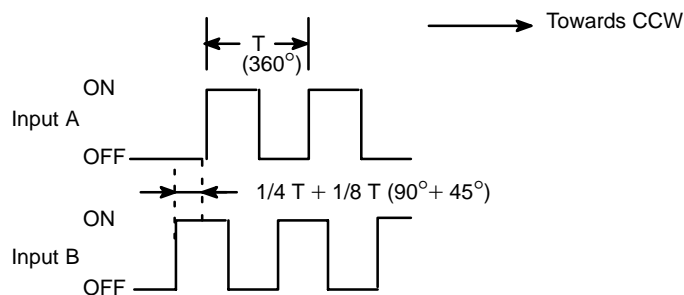 Towards CCW
T
(360°)
ON
Input A
OFF
1/4 T + 1/8 T (90°+ 45°)
ON
Input B
OFF